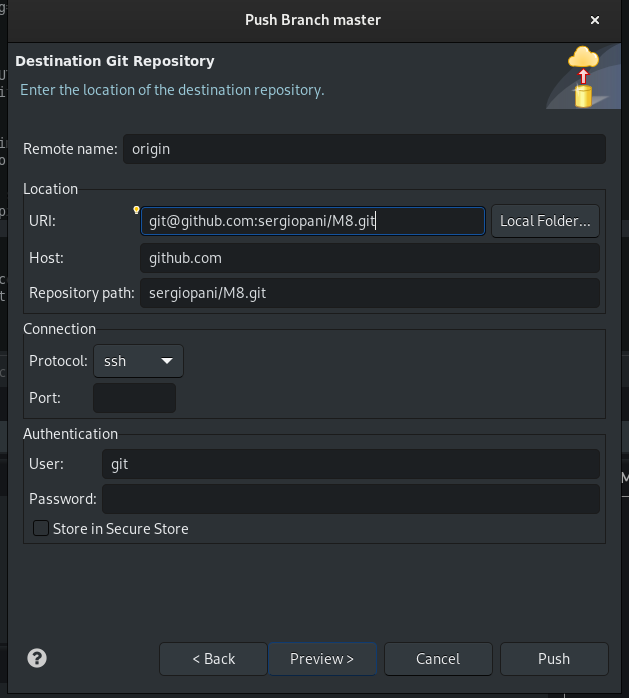 Push Branch master
Destination Git Repository
Enter the location of the destination repository.
Remote name: origin
Location
URI: git@github.com:sergiopani/M8.git Local Folder...
Host: github.com
Repository path: sergiopani/M8.git
Connection
Protocol: ssh
Port:
Authentication
User: git
Password:
Store in Secure Store
< Back Preview > Cancel Push